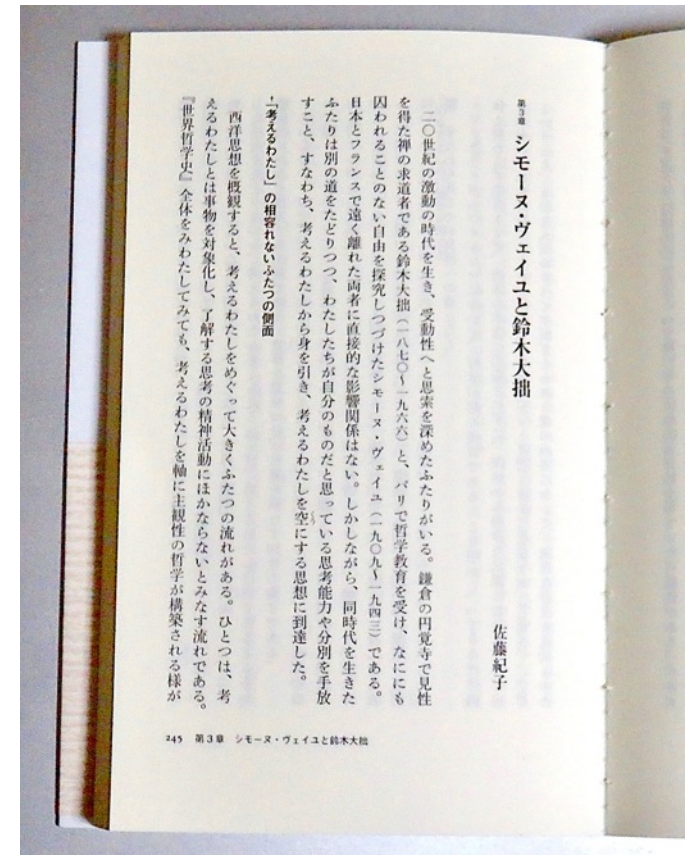 第3章 シモーヌ・ヴェイユと鈴木大拙
佐藤紀子
二〇世紀の激動の時代を生き、受動性へと思索を深めたふたりがいる。鎌倉の円覚寺で見性
を得た禅の求道者である鈴木大拙(一八七〇〜一九六六)と、パリで哲学教育を受け、なににも
囚われることのない自由を探究しつづけたシモーヌ・ヴェイユ(一九〇九〜一九四三)である。
日本とフランスで遠く離れた両者に直接的な影響関係はない。しかしながら、同時代を生きた
ふたりは別の道をたどりつつ、わたしたちが自分のものだと思っている思考能力や分別を手放
すこと、すなわち、考えるわたしから身を引き、考えるわたしを空にする思想に到達した。
「考えるわたし」の相容れないふたつの側面
西洋思想を概観すると、考えるわたしをめぐって大きくふたつの流れがある。ひとつは、考
えるわたしとは事物を対象化し、了解する思考の精神活動にほかならないとみなす流れである。
『世界哲学史』全体をみわたしてみても、考えるわたしを軸に主観性の哲学が構築される様が
245 第3章 シモーヌ・ヴェイユと鈴木大拙